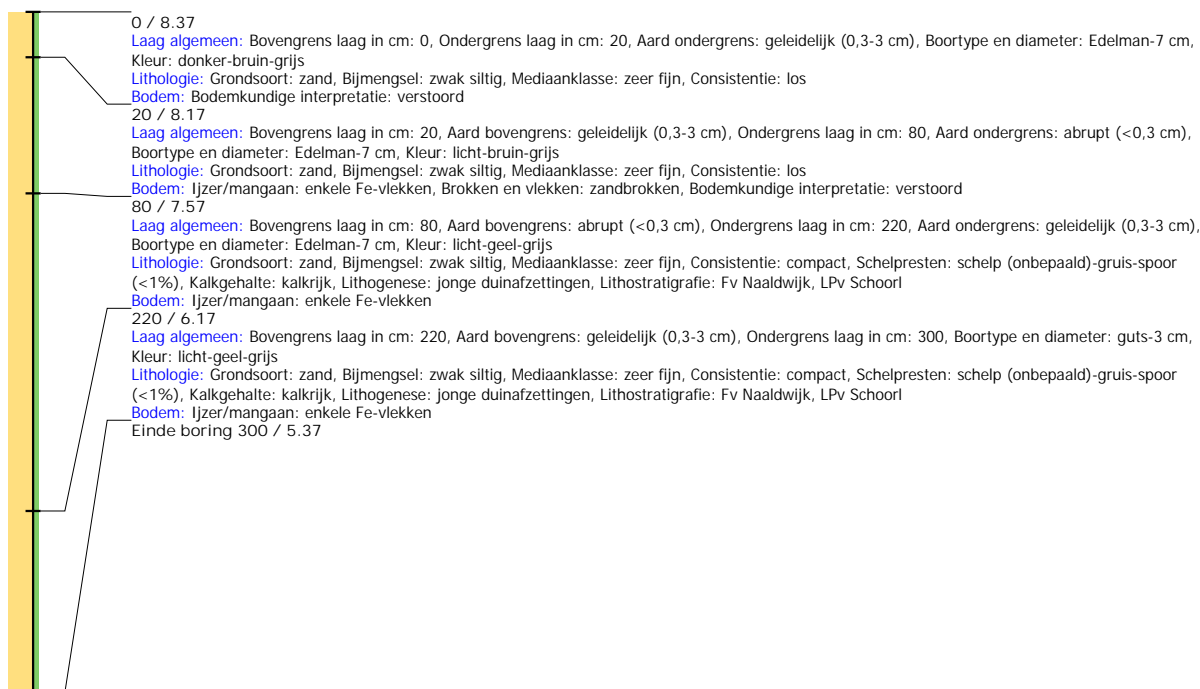 0 / 8.37
Laag algemeen: Bovengrens laag in cm: 0, Ondergrens laag in cm: 20, Aard ondergrens: geleidelijk (0,3-3 cm), Boortype en diameter: Edelman-7 cm,
Kleur: donker-bruin-grijs
Lithologie: Grondsoort: zand, Bijmengsel: zwak siltig, Mediaanklasse: zeer fijn, Consistentie: los
Bodem: Bodemkundige interpretatie: verstoord
20 / 8.17
Laag algemeen: Bovengrens laag in cm: 20, Aard bovengrens: geleidelijk (0,3-3 cm), Ondergrens laag in cm: 80, Aard ondergrens: abrupt (<0,3 cm),
Boortype en diameter: Edelman-7 cm, Kleur: licht-bruin-grijs
Lithologie: Grondsoort: zand, Bijmengsel: zwak siltig, Mediaanklasse: zeer fijn, Consistentie: los
Bodem: Ijzer/mangaan: enkele Fe-vlekken, Brokken en vlekken: zandbrokken, Bodemkundige interpretatie: verstoord
80 / 7.57
Laag algemeen: Bovengrens laag in cm: 80, Aard bovengrens: abrupt (<0,3 cm), Ondergrens laag in cm: 220, Aard ondergrens: geleidelijk (0,3-3 cm),
Boortype en diameter: Edelman-7 cm, Kleur: licht-geel-grijs
Lithologie: Grondsoort: zand, Bijmengsel: zwak siltig, Mediaanklasse: zeer fijn, Consistentie: compact, Schelpresten: schelp (onbepaald)-gruis-spoor
(<1%), Kalkgehalte: kalkrijk, Lithogenese: jonge duinafzettingen, Lithostratigrafie: Fv Naaldwijk, LPv Schoorl
Bodem: Ijzer/mangaan: enkele Fe-vlekken
220 / 6.17
Laag algemeen: Bovengrens laag in cm: 220, Aard bovengrens: geleidelijk (0,3-3 cm), Ondergrens laag in cm: 300, Boortype en diameter: guts-3 cm,
Kleur: licht-geel-grijs
Lithologie: Grondsoort: zand, Bijmengsel: zwak siltig, Mediaanklasse: zeer fijn, Consistentie: compact, Schelpresten: schelp (onbepaald)-gruis-spoor
(<1%), Kalkgehalte: kalkrijk, Lithogenese: jonge duinafzettingen, Lithostratigrafie: Fv Naaldwijk, LPv Schoorl
Bodem: Ijzer/mangaan: enkele Fe-vlekken
Einde boring 300 / 5.37